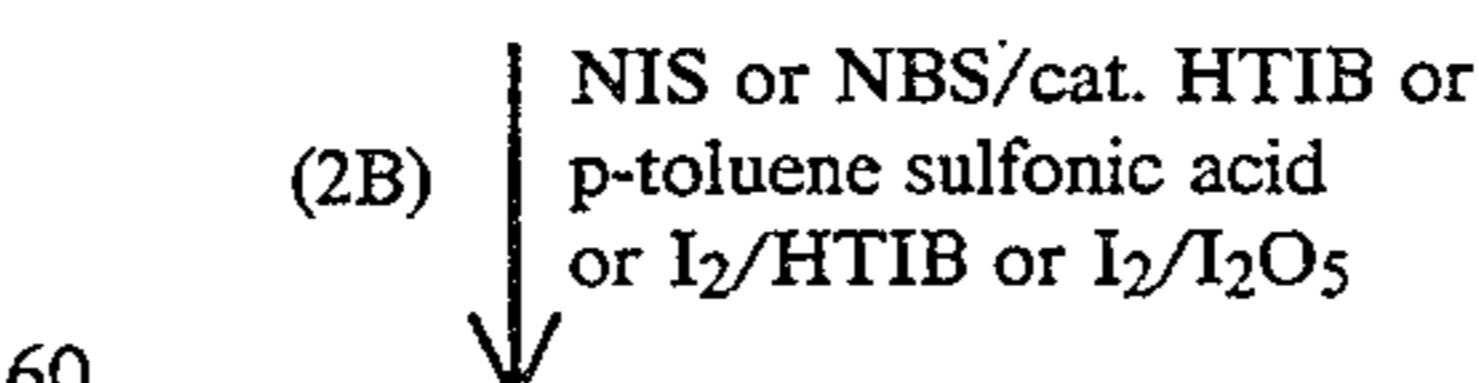 NIS or NBS/cat. HTIB or
(2B) p-toluene sulfonic acid
or I₂/HTIB or I₂/I₂O₅
60